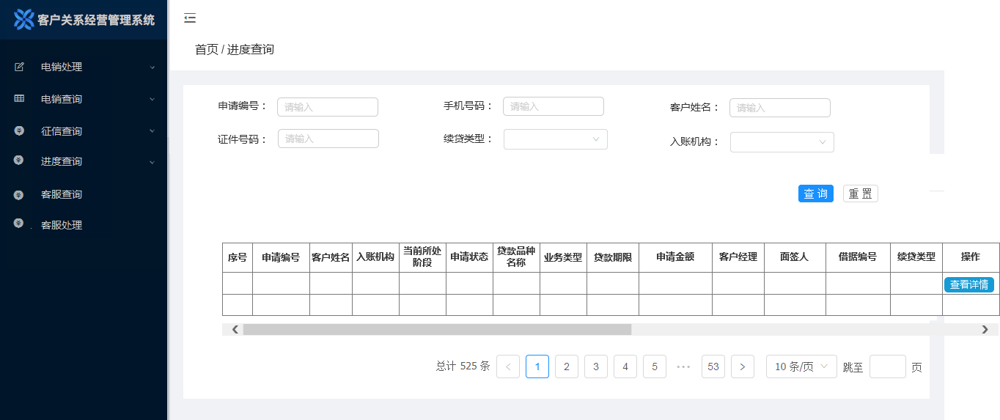 客户关系经营管理系统
电销处理
电销查询
征信查询
进度查询
客服查询
客服处理
首页 / 进度查询
申请编号： 请输入 手机号码： 请输入 客户姓名： 请输入
证件号码： 请输入 续贷类型： 入账机构：
查 询 重 置
序号 申请编号 客户姓名 入账机构 当前所处阶段 申请状态 贷款品种名称 业务类型 贷款期限 申请金额 客户经理 面签人 借据编号 续贷类型 操作
查看详情
总计 525 条 < 1 2 3 4 5 ••• 53 > 10 条/页 跳至 页